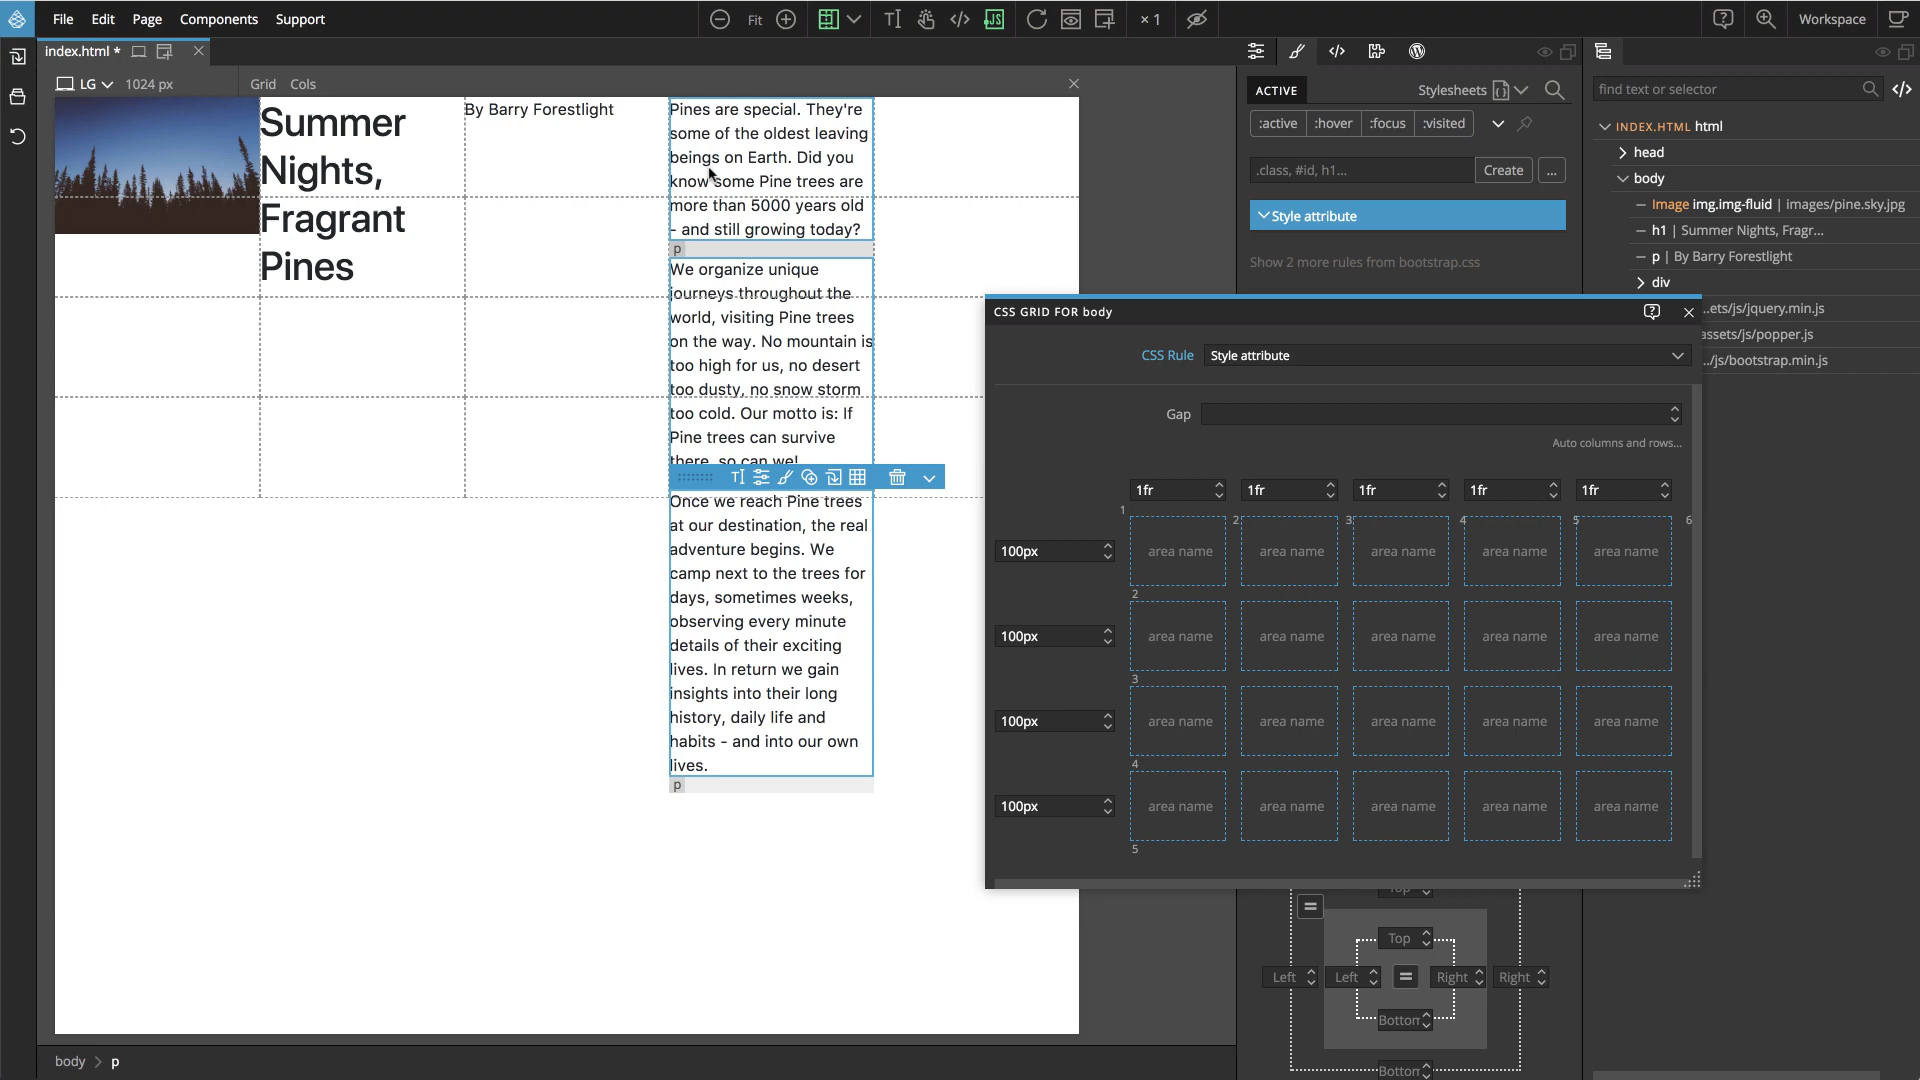 File Edit Page Components Support
Fit
× 1
Workspace
index.html *
LG 1024 px Grid Cols
Summer
Nights,
Fragrant
Pines
By Barry Forestlight
Pines are special. They're
some of the oldest leaving
beings on Earth. Did you
know some Pine trees are
more than 5000 years old
- and still growing today?
p
We organize unique
journeys throughout the
world, visiting Pine trees
on the way. No mountain is
too high for us, no desert
too dusty, no snow storm
too cold. Our motto is: If
Pine trees can survive
there, so can we!
Once we reach Pine trees
at our destination, the real
adventure begins. We
camp next to the trees for
days, sometimes weeks,
observing every minute
details of their exciting
lives. In return we gain
insights into their long
history, daily life and
habits - and into our own
lives.
p
body > p
ACTIVE Stylesheets
:active :hover :focus :visited
.class, #id, h1... Create ...
Style attribute
Show 2 more rules from bootstrap.css
find text or selector
INDEX.HTML html
head
body
Image img.img-fluid | images/pine.sky.jpg
h1 | Summer Nights, Fragr...
p | By Barry Forestlight
div
..ets/js/jquery.min.js
assets/js/popper.js
../js/bootstrap.min.js
CSS GRID FOR body
CSS Rule Style attribute
Gap
Auto columns and rows...
1fr 1fr 1fr 1fr 1fr
1 2 3 4 5 6
100px area name area name area name area name area name
2
100px area name area name area name area name area name
3
100px area name area name area name area name area name
4
100px area name area name area name area name area name
5
Top
Top
Left Left Right Right
Bottom
Bottom